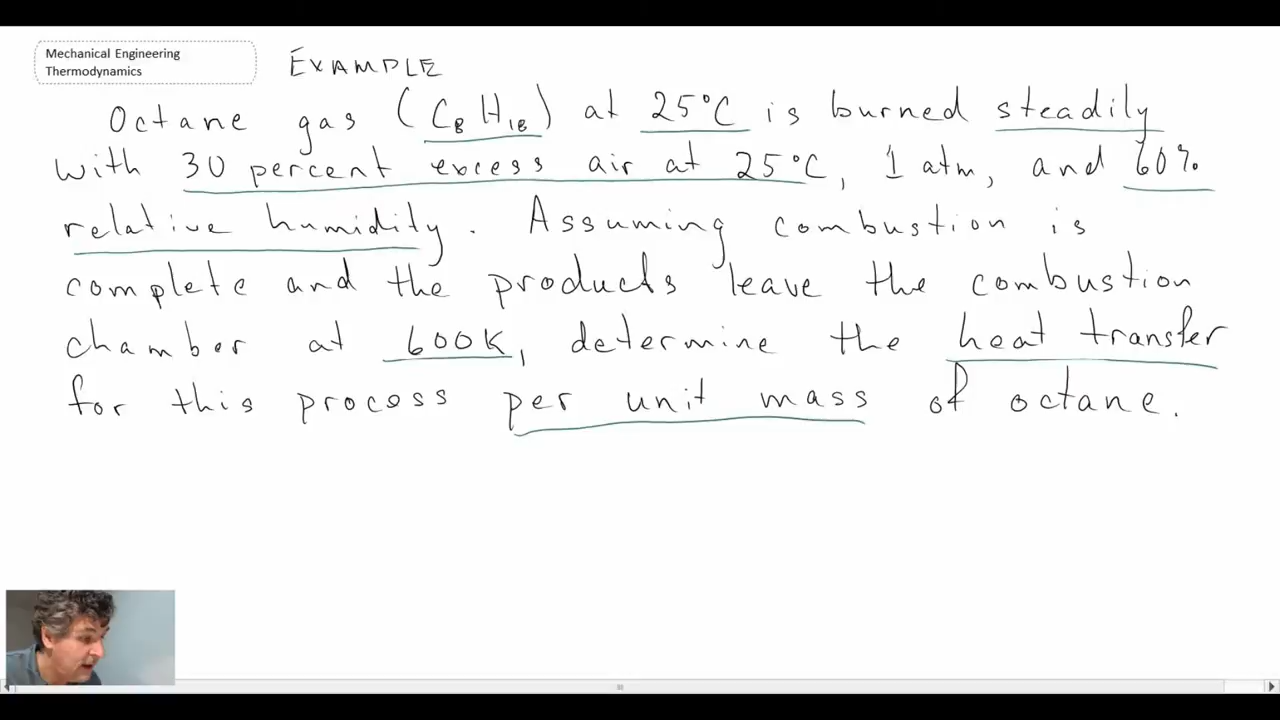 Mechanical Engineering
Thermodynamics
EXAMPLE
Octane gas (C₈H₁₈) at 25°C is burned steadily
with 30 percent excess air at 25°C, 1 atm, and 60%
relative humidity. Assuming combustion is
complete and the products leave the combustion
chamber at 600K, determine the heat transfer
for this process per unit mass of octane.